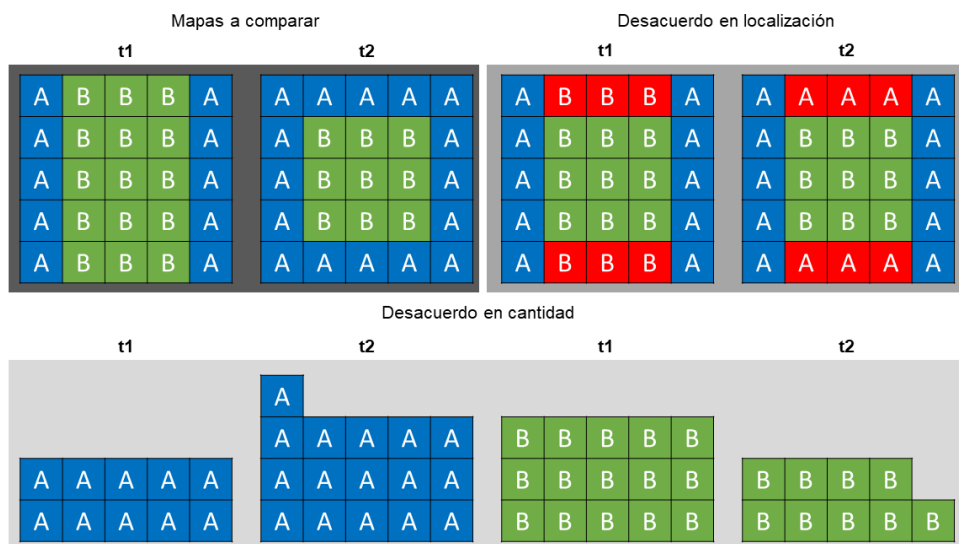 Mapas a comparar
t1 t2
A B B B A A A A A A
A B B B A A B B B A
A B B B A A B B B A
A B B B A A B B B A
A B B B A A A A A A
Desacuerdo en localización
t1 t2
A B B B A A A A A A
A B B B A A B B B A
A B B B A A B B B A
A B B B A A B B B A
A B B B A A A A A A
Desacuerdo en cantidad
t1 t2 t1 t2
A
A A A A A B B B B B
A A A A A A A A A A B B B B B B B B B
A A A A A A A A A A B B B B B B B B B B